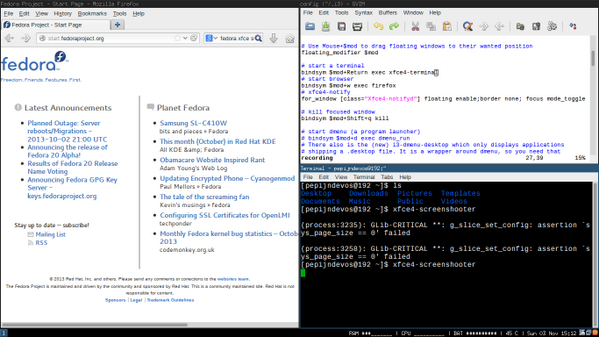 Fedora Project - Start Page - Mozilla Firefox
File Edit View History Bookmarks Tools Help
Fedora Project - Start Page
start.fedoraproject.org
fedora xfce s
fedora
Freedom. Friends. Features. First.
Latest Announcements
Planned Outage: Server
reboots/Migrations -
2013-10-02 21:00 UTC
Announcing the release of
Fedora 20 Alpha!
Results of Fedora 20 Release
Name Voting
Announcing Fedora GPG Key
Server -
keys.fedoraproject.org
Stay up to date — subscribe!
Mailing List
RSS
Planet Fedora
Samsung SL-C410W
bits and pieces » Fedora
This month (October) in Red Hat KDE
All KDE &amp; Fedora
Obamacare Website Inspired Rant
Adam Young's Web Log
Updating Encrypted Phone – Cyanogenmod
Paul Mellors » Fedora
The tale of the screaming fan
Kevin's musings » fedora
Configuring SSL Certificates for OpenLMI
techponder
Monthly Fedora kernel bug statistics – Octob
2013
codemonkey.org.uk
© 2013 Red Hat, Inc. and others. Please send any comments or corrections to the websites team.
The Fedora Project is maintained and driven by the community and sponsored by Red Hat. This is a community maintained site. Red Hat is not
responsible for content.
Sponsors | Legal | Trademark Guidelines
config (~/.i3) - GVIM
File Edit Tools Syntax Buffers Window Help
# Use Mouse+$mod to drag floating windows to their wanted position
floating_modifier $mod
# start a terminal
bindsym $mod+Return exec xfce4-terminal
# start browser
bindsym $mod+w exec firefox
# xfce4-notify
for_window [class="Xfce4-notifyd"] floating enable;border none; focus mode_toggle
# kill focused window
bindsym $mod+Shift+q kill
# start dmenu (a program launcher)
# bindsym $mod+d exec dmenu_run
# There also is the (new) i3-dmenu-desktop which only displays applications
# shipping a .desktop file. It is a wrapper around dmenu, so you need that
recording 27,39 15%
Terminal - pepijndevos@192:~
File Edit View Terminal Tabs Help
[pepijndevos@192 ~]$ ls
Desktop Downloads Pictures Templates
Documents Music Public Videos
[pepijndevos@192 ~]$ xfce4-screenshooter
(process:3235): GLib-CRITICAL **: g_slice_set_config: assertion `s
ys_page_size == 0' failed
(process:3258): GLib-CRITICAL **: g_slice_set_config: assertion `s
ys_page_size == 0' failed
[pepijndevos@192 ~]$ xfce4-screenshooter
1
| CPU | BAT | 45 C | Sun 03 Nov 15:12